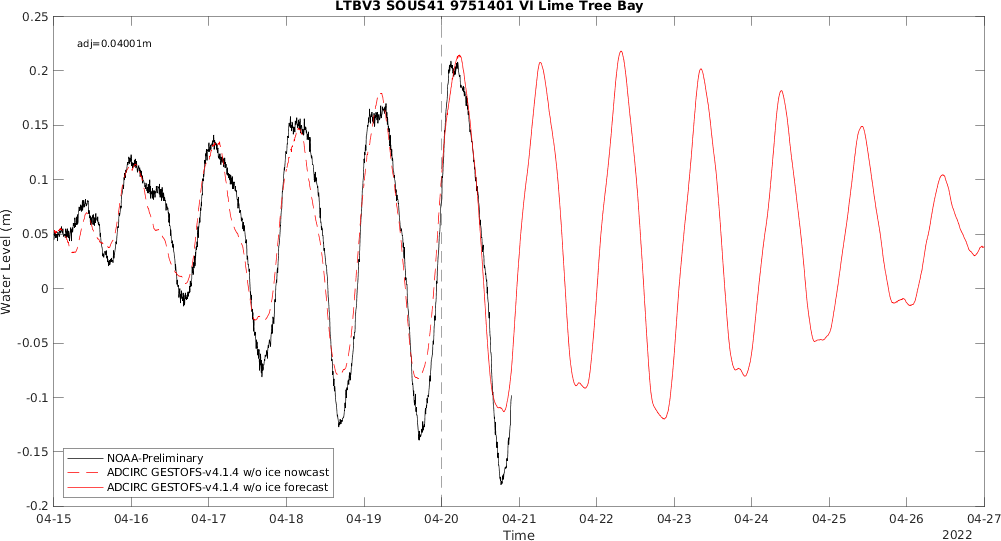 LTBV3 SOUS41 9751401 VI Lime Tree Bay
adj=0.04001m
0.25
0.2
0.15
0.1
0.05
0
-0.05
-0.1
-0.15
-0.2
Water Level (m)
NOAA-Preliminary
ADCIRC GESTOFS-v4.1.4 w/o ice nowcast
ADCIRC GESTOFS-v4.1.4 w/o ice forecast
04-15 04-16 04-17 04-18 04-19 04-20 04-21 04-22 04-23 04-24 04-25 04-26 04-27
Time
2022